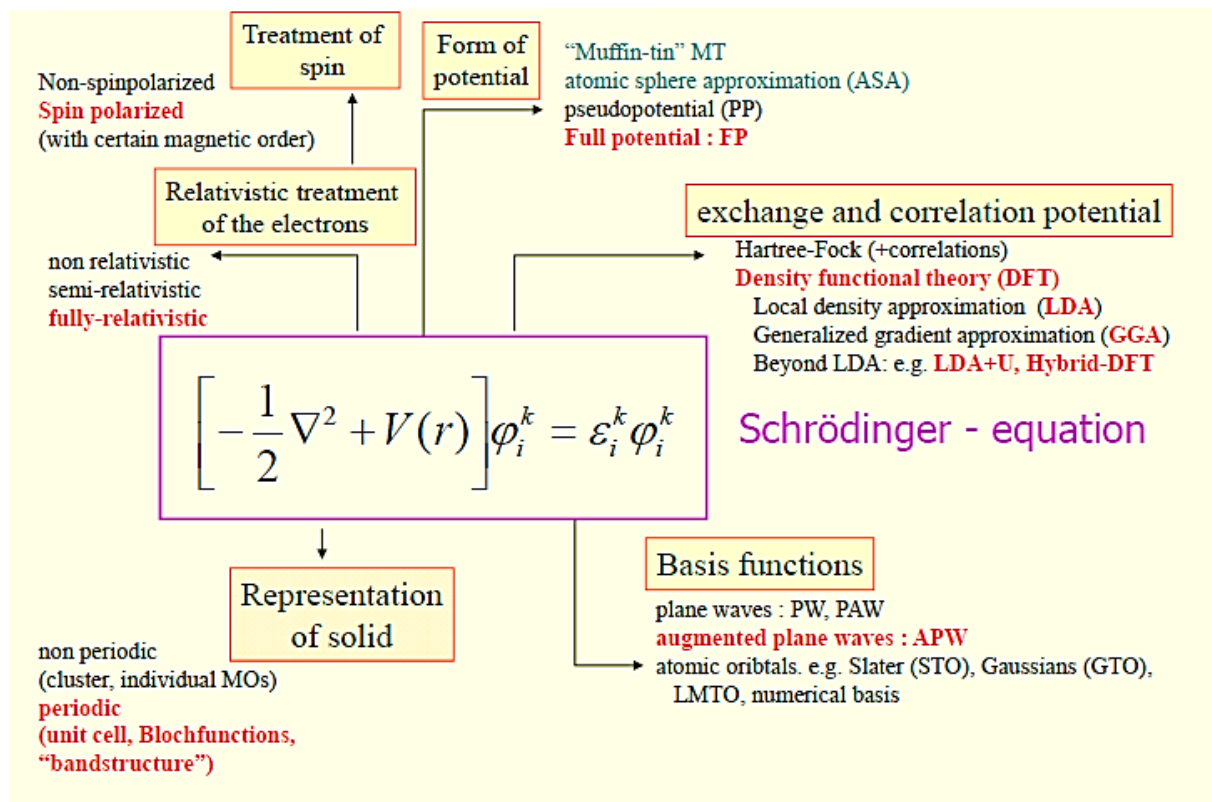 Treatment of
spin
Non-spinpolarized
Spin polarized
(with certain magnetic order)
Form of
potential
“Muffin-tin” MT
atomic sphere approximation (ASA)
pseudopotential (PP)
Full potential : FP
Relativistic treatment
of the electrons
non relativistic
semi-relativistic
fully-relativistic
exchange and correlation potential
Hartree-Fock (+correlations)
Density functional theory (DFT)
Local density approximation (LDA)
Generalized gradient approximation (GGA)
Beyond LDA: e.g. LDA+U, Hybrid-DFT
[-1/2 ∇² + V(r)] φᵢᵏ = εᵢᵏ φᵢᵏ
Schrödinger - equation
Representation
of solid
non periodic
(cluster, individual MOs)
periodic
(unit cell, Blochfunctions,
“bandstructure”)
Basis functions
plane waves : PW, PAW
augmented plane waves : APW
atomic oribtals. e.g. Slater (STO), Gaussians (GTO),
LMTO, numerical basis